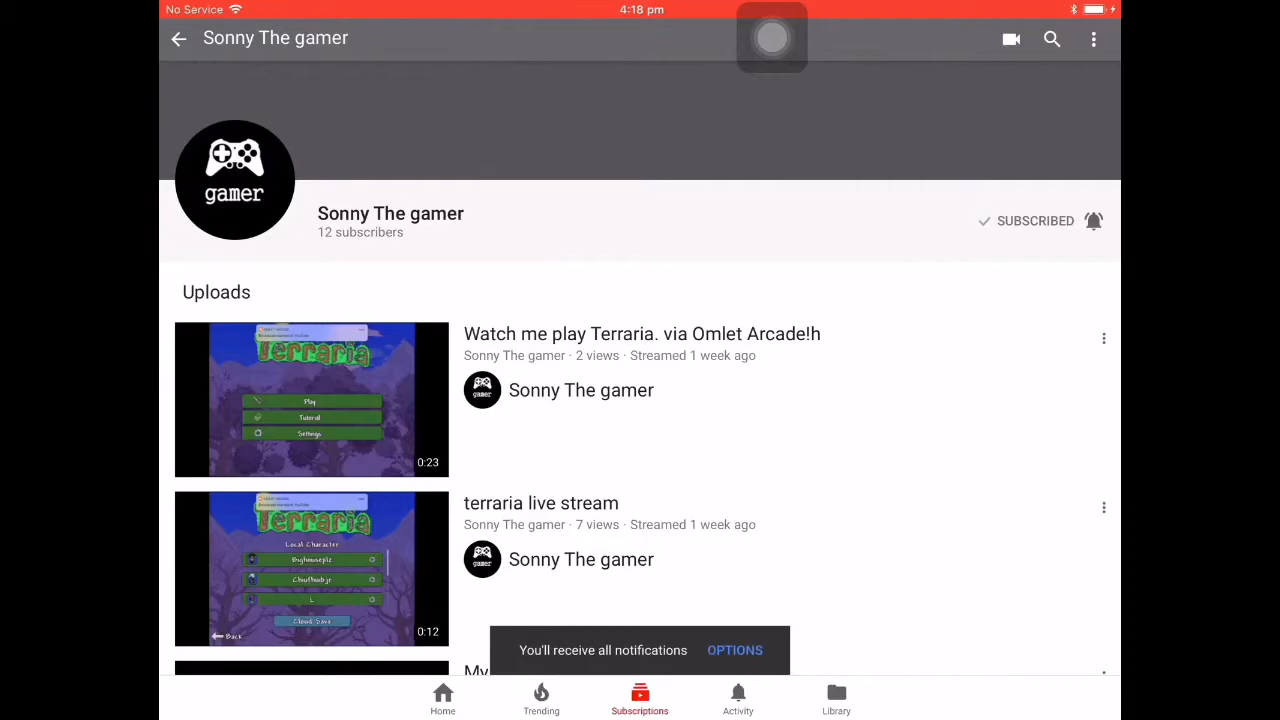 No Service
4:18 pm
Sonny The gamer
gamer
Sonny The gamer
12 subscribers
SUBSCRIBED
Uploads
Terraria
Play
Tutorial
Settings
0:23
Watch me play Terraria. via Omlet Arcade!h
Sonny The gamer · 2 views · Streamed 1 week ago
gamer
Sonny The gamer
Terraria
Local Character
Bughouseplz
L
Cloud Save
Back
0:12
terraria live stream
Sonny The gamer · 7 views · Streamed 1 week ago
gamer
Sonny The gamer
My
You'll receive all notifications OPTIONS
Home
Trending
Subscriptions
Activity
Library